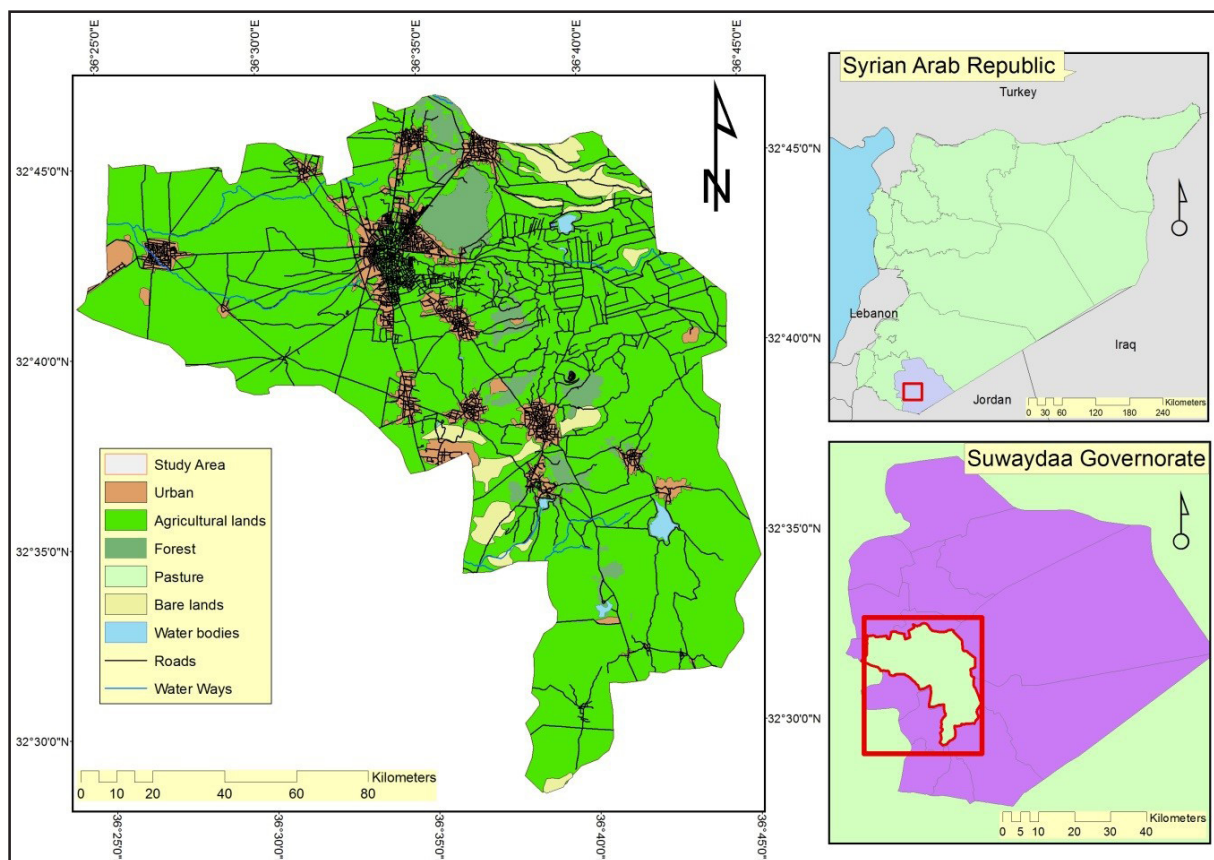 36°25'0"E
36°30'0"E
36°35'0"E
36°40'0"E
36°45'0"E
32°45'0"N
32°40'0"N
32°35'0"N
32°30'0"N
N
Study Area
Urban
Agricultural lands
Forest
Pasture
Bare lands
Water bodies
Roads
Water Ways
Kilometers
0 10 20 40 60 80
36°25'0"E
36°30'0"E
36°35'0"E
36°40'0"E
36°45'0"E
32°45'0"N
32°40'0"N
32°35'0"N
32°30'0"N
Syrian Arab Republic
Turkey
Lebanon
Iraq
Jordan
Kilometers
0 30 60 120 180 240
Suwaydaa Governorate
Kilometers
0 5 10 20 30 40